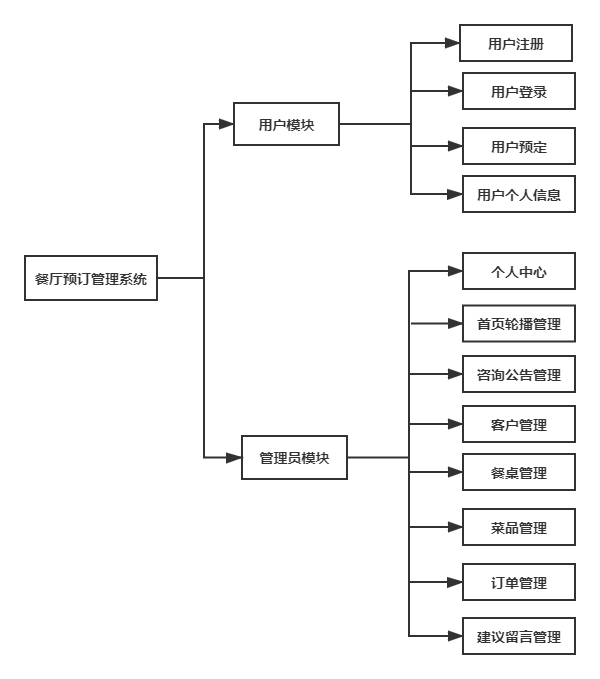 餐厅预订管理系统
用户模块
用户注册
用户登录
用户预定
用户个人信息
管理员模块
个人中心
首页轮播管理
咨询公告管理
客户管理
餐桌管理
菜品管理
订单管理
建议留言管理